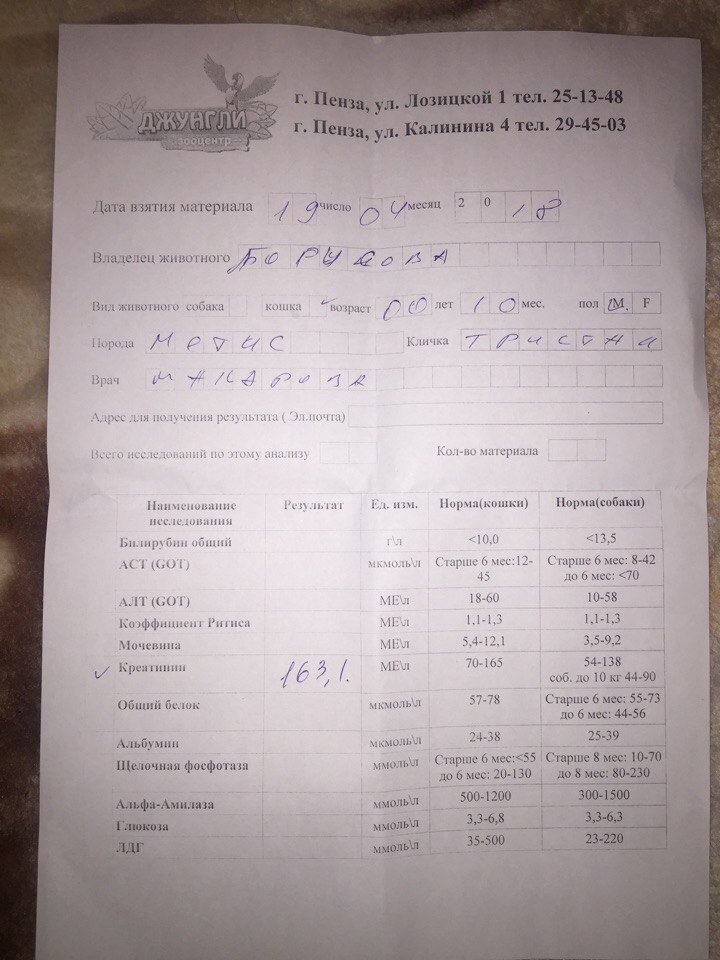 ДЖУНГЛИ
зооцентр
г. Пенза, ул. Лозицкой 1 тел. 25-13-48
г. Пенза, ул. Калинина 4 тел. 29-45-03
Дата взятия материала 19 число 04 месяц 2018
Владелец животного БОРИСОВА
Вид животного собака кошка ✓ возраст 00 лет 10 мес. пол M F
Порода МЕТИС Кличка ТРИСТАН
Врач МАКАРОВА
Адрес для получения результата ( Эл.почта)
Всего исследований по этому анализу Кол-во материала
Наименование исследования Результат Ед. изм. Норма(кошки) Норма(собаки)
Билирубин общий г\л <10,0 <13,5
АСТ (GOT) мкмоль\л Старше 6 мес:12-45 Старше 6 мес: 8-42 до 6 мес: <70
АЛТ (GOT) МЕ\л 18-60 10-58
Коэффициент Ритиса МЕ\л 1,1-1,3 1,1-1,3
Мочевина МЕ\л 5,4-12,1 3,5-9,2
✓ Креатинин 163,1. МЕ\л 70-165 54-138 соб. до 10 кг 44-90
Общий белок мкмоль\л 57-78 Старше 6 мес: 55-73 до 6 мес: 44-56
Альбумин мкмоль\л 24-38 25-39
Щелочная фосфотаза ммоль\л Старше 6 мес:<55 до 6 мес: 20-130 Старше 8 мес: 10-70 до 8 мес: 80-230
Альфа-Амилаза ммоль\л 500-1200 300-1500
Глюкоза ммоль\л 3,3-6,8 3,3-6,3
ЛДГ ммоль\л 35-500 23-220